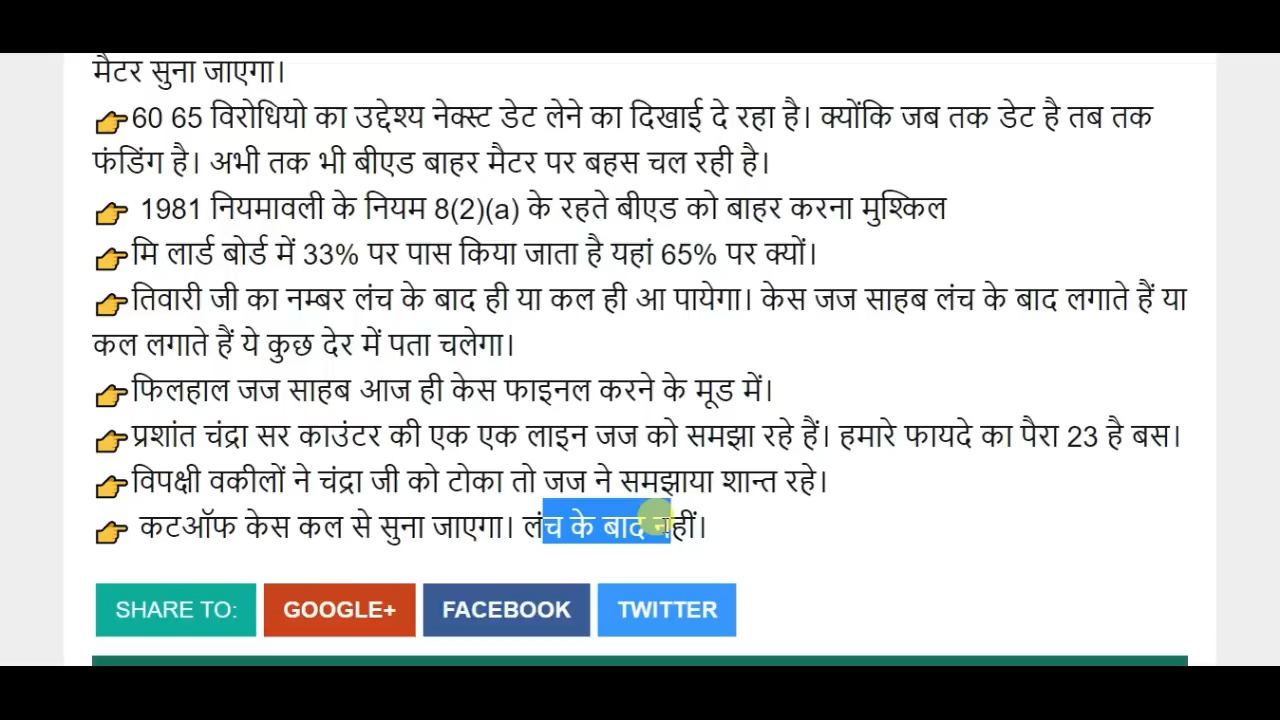 मैटर सुना जाएगा।
👉60 65 विरोधियो का उद्देश्य नेक्स्ट डेट लेने का दिखाई दे रहा है। क्योंकि जब तक डेट है तब तक
फंडिंग है। अभी तक भी बीएड बाहर मैटर पर बहस चल रही है।
👉 1981 नियमावली के नियम 8(2)(a) के रहते बीएड को बाहर करना मुश्किल
👉मि लार्ड बोर्ड में 33% पर पास किया जाता है यहां 65% पर क्यों।
👉तिवारी जी का नम्बर लंच के बाद ही या कल ही आ पायेगा। केस जज साहब लंच के बाद लगाते हैं या
कल लगाते हैं ये कुछ देर में पता चलेगा।
👉फिलहाल जज साहब आज ही केस फाइनल करने के मूड में।
👉प्रशांत चंद्रा सर काउंटर की एक एक लाइन जज को समझा रहे हैं। हमारे फायदे का पैरा 23 है बस।
👉विपक्षी वकीलों ने चंद्रा जी को टोका तो जज ने समझाया शान्त रहे।
👉 कटऑफ केस कल से सुना जाएगा। लंच के बाद नहीं।
SHARE TO: GOOGLE+ FACEBOOK TWITTER